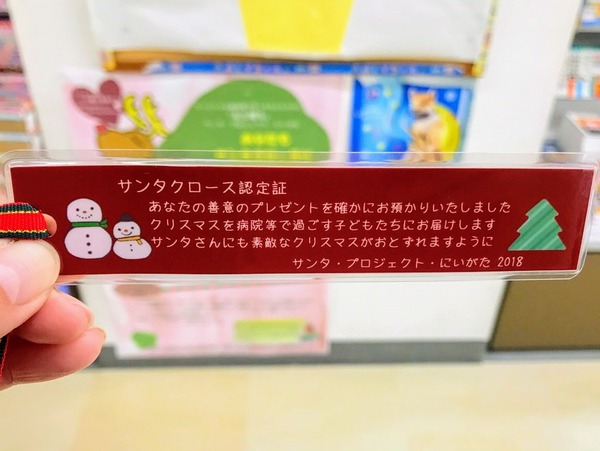 サンタクロース認定証
あなたの善意のプレゼントを確かにお預かりいたしました
クリスマスを病院等で過ごす子どもたちにお届けします
サンタさんにも素敵なクリスマスがおとずれますように
サンタ・プロジェクト・にいがた 2018